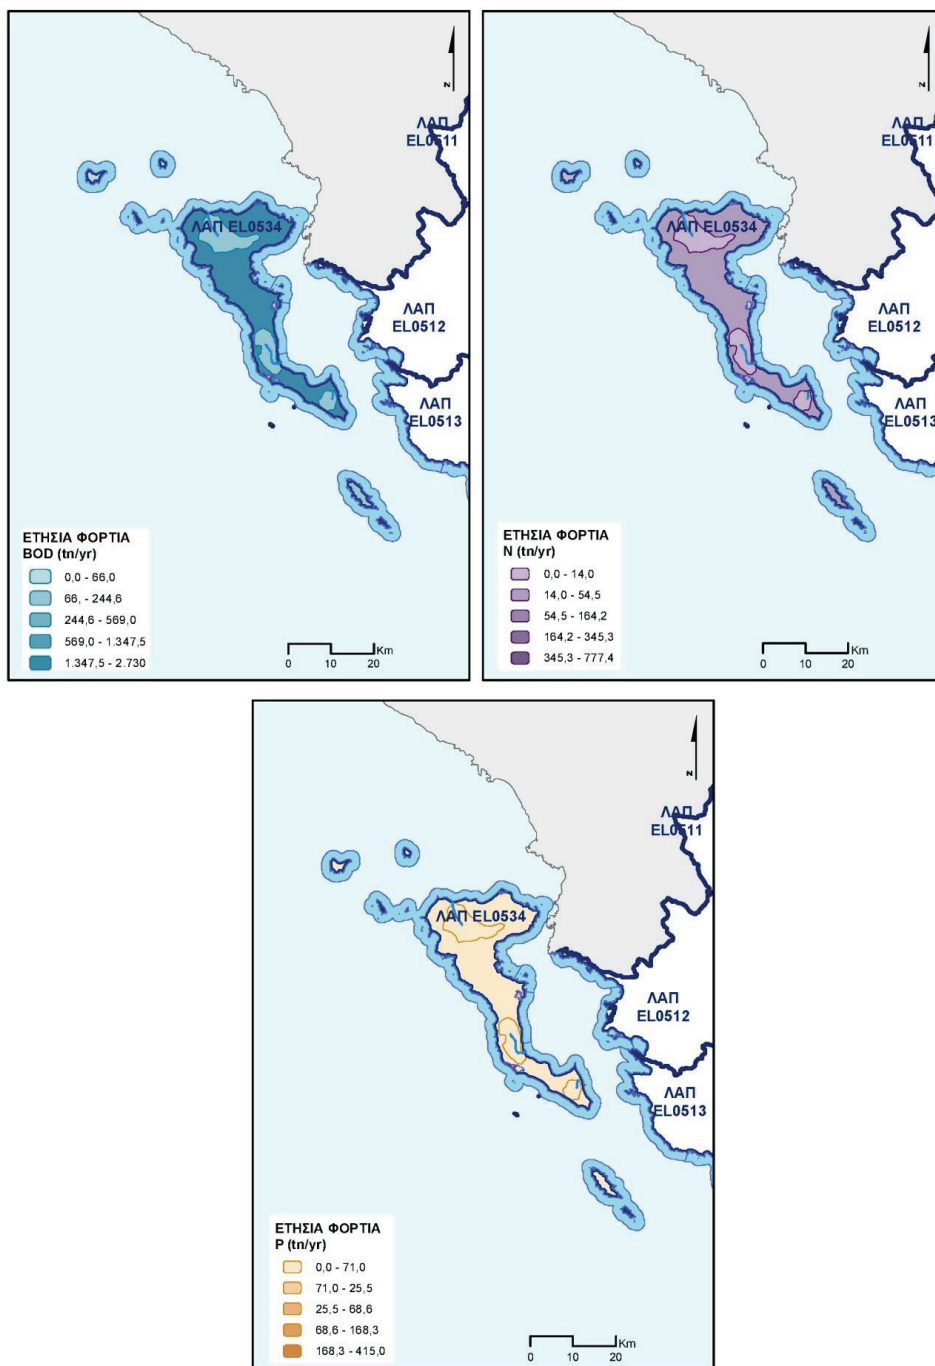 N
ΛΑΠ
EL0511
ΛΑΠ EL0534
ΛΑΠ
EL0512
ΛΑΠ
EL0513
ΕΤΗΣΙΑ ΦΟΡΤΙΑ
BOD (tn/yr)
0,0 - 66,0
66, - 244,6
244,6 - 569,0
569,0 - 1.347,5
1.347,5 - 2.730
Km
0 10 20
N
ΛΑΠ
EL0511
ΛΑΠ EL0534
ΛΑΠ
EL0512
ΛΑΠ
EL0513
ΕΤΗΣΙΑ ΦΟΡΤΙΑ
N (tn/yr)
0,0 - 14,0
14,0 - 54,5
54,5 - 164,2
164,2 - 345,3
345,3 - 777,4
Km
0 10 20
N
ΛΑΠ
EL0511
ΛΑΠ EL0534
ΛΑΠ
EL0512
ΛΑΠ
EL0513
ΕΤΗΣΙΑ ΦΟΡΤΙΑ
P (tn/yr)
0,0 - 71,0
71,0 - 25,5
25,5 - 68,6
68,6 - 168,3
168,3 - 415,0
Km
0 10 20